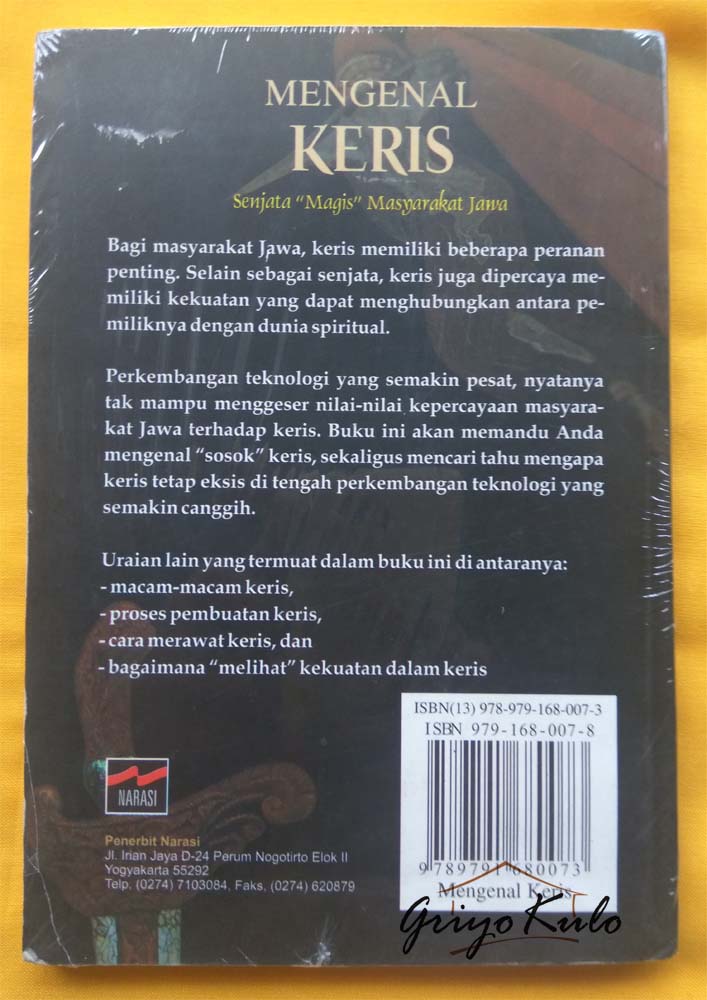 MENGENAL
KERIS
Senjata “Magis” Masyarakat Jawa
Bagi masyarakat Jawa, keris memiliki beberapa peranan
penting. Selain sebagai senjata, keris juga dipercaya me-
miliki kekuatan yang dapat menghubungkan antara pe-
miliknya dengan dunia spiritual.
Perkembangan teknologi yang semakin pesat, nyatanya
tak mampu menggeser nilai-nilai kepercayaan masyara-
kat Jawa terhadap keris. Buku ini akan memandu Anda
mengenal “sosok” keris, sekaligus mencari tahu mengapa
keris tetap eksis di tengah perkembangan teknologi yang
semakin canggih.
Uraian lain yang termuat dalam buku ini di antaranya:
- macam-macam keris,
- proses pembuatan keris,
- cara merawat keris, dan
- bagaimana “melihat” kekuatan dalam keris
ISBN(13) 978-979-168-007-3
ISBN 979-168-007-8
9 789791 680073
Mengenal Keris
NARASI
Penerbit Narasi
Jl. Irian Jaya D-24 Perum Nogotirto Elok II
Yogyakarta 55292
Telp. (0274) 7103084, Faks, (0274) 620879
Griyo Kulo